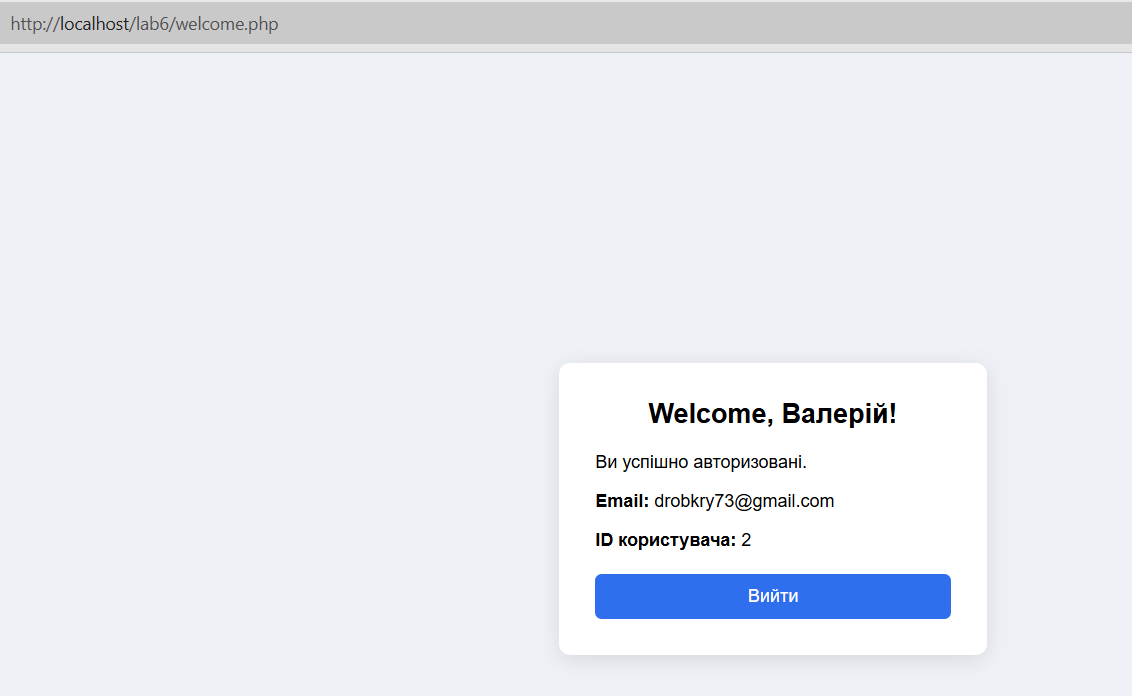 http://localhost/lab6/welcome.php
Welcome, Валерій!
Ви успішно авторизовані.
Email: drobkry73@gmail.com
ID користувача: 2
Вийти